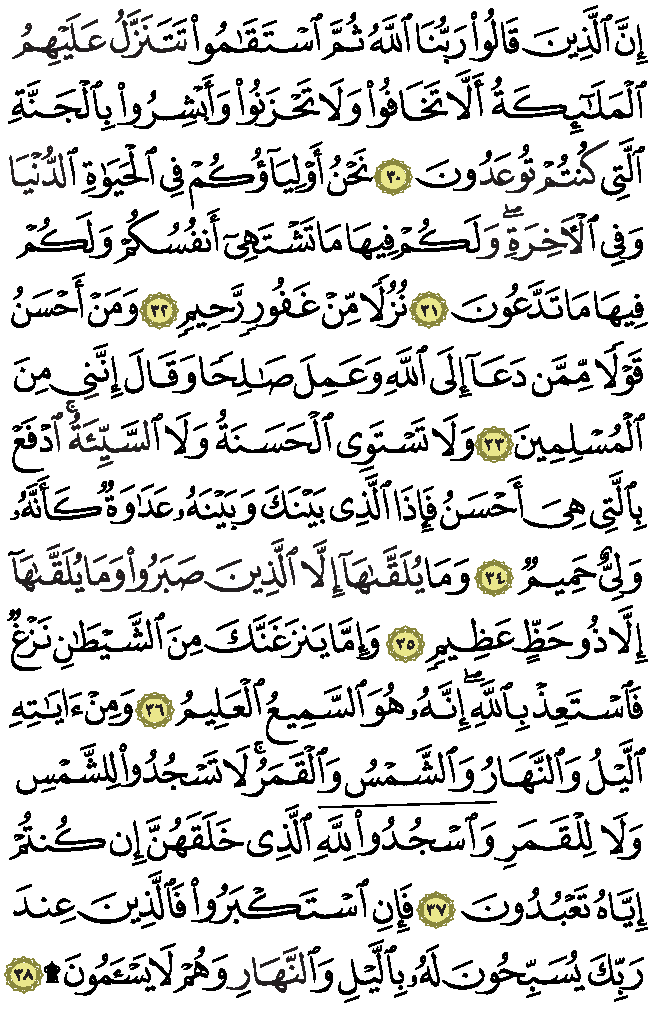 إِنَّ ٱلَّذِينَ قَالُوا۟ رَبُّنَا ٱللَّهُ ثُمَّ ٱسْتَقَـٰمُوا۟ تَتَنَزَّلُ عَلَيْهِمُ
ٱلْمَلَـٰٓئِكَةُ أَلَّا تَخَافُوا۟ وَلَا تَحْزَنُوا۟ وَأَبْشِرُوا۟ بِٱلْجَنَّةِ
ٱلَّتِى كُنتُمْ تُوعَدُونَ ٣٠ نَحْنُ أَوْلِيَآؤُكُمْ فِى ٱلْحَيَوٰةِ ٱلدُّنْيَا
وَفِى ٱلْـَٔاخِرَةِ ۖ وَلَكُمْ فِيهَا مَا تَشْتَهِىٓ أَنفُسُكُمْ وَلَكُمْ
فِيهَا مَا تَدَّعُونَ ٣١ نُزُلًا مِّنْ غَفُورٍ رَّحِيمٍ ٣٢ وَمَنْ أَحْسَنُ
قَوْلًا مِّمَّن دَعَآ إِلَى ٱللَّهِ وَعَمِلَ صَـٰلِحًا وَقَالَ إِنَّنِى مِنَ
ٱلْمُسْلِمِينَ ٣٣ وَلَا تَسْتَوِى ٱلْحَسَنَةُ وَلَا ٱلسَّيِّئَةُ ۚ ٱدْفَعْ
بِٱلَّتِى هِىَ أَحْسَنُ فَإِذَا ٱلَّذِى بَيْنَكَ وَبَيْنَهُۥ عَدَٰوَةٌ كَأَنَّهُۥ
وَلِىٌّ حَمِيمٌ ٣٤ وَمَا يُلَقَّىٰهَآ إِلَّا ٱلَّذِينَ صَبَرُوا۟ وَمَا يُلَقَّىٰهَآ
إِلَّا ذُو حَظٍّ عَظِيمٍ ٣٥ وَإِمَّا يَنزَغَنَّكَ مِنَ ٱلشَّيْطَـٰنِ نَزْغٌ
فَٱسْتَعِذْ بِٱللَّهِ ۖ إِنَّهُۥ هُوَ ٱلسَّمِيعُ ٱلْعَلِيمُ ٣٦ وَمِنْ ءَايَـٰتِهِ
ٱلَّيْلُ وَٱلنَّهَارُ وَٱلشَّمْسُ وَٱلْقَمَرُ ۚ لَا تَسْجُدُوا۟ لِلشَّمْسِ
وَلَا لِلْقَمَرِ وَٱسْجُدُوا۟ لِلَّهِ ٱلَّذِى خَلَقَهُنَّ إِن كُنتُمْ
إِيَّاهُ تَعْبُدُونَ ٣٧ فَإِنِ ٱسْتَكْبَرُوا۟ فَٱلَّذِينَ عِندَ
رَبِّكَ يُسَبِّحُونَ لَهُۥ بِٱلَّيْلِ وَٱلنَّهَارِ وَهُمْ لَا يَسْـَٔمُونَ ۩ ٣٨